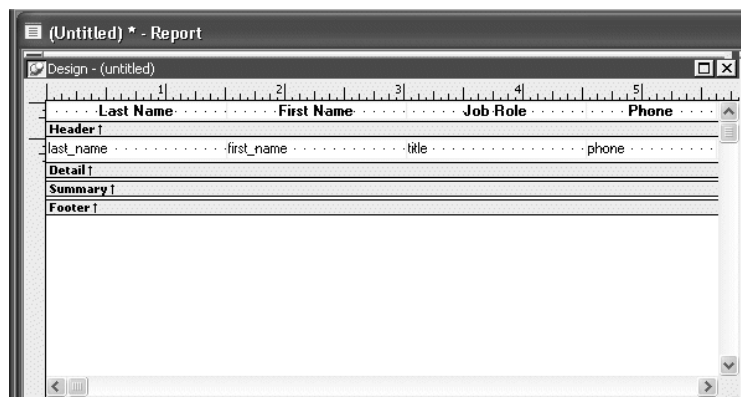 (Untitled) * - Report
Design - (untitled)
1 2 3 4 5
Last Name First Name Job Role Phone
Header ↑
last_name first_name title phone
Detail ↑
Summary ↑
Footer ↑